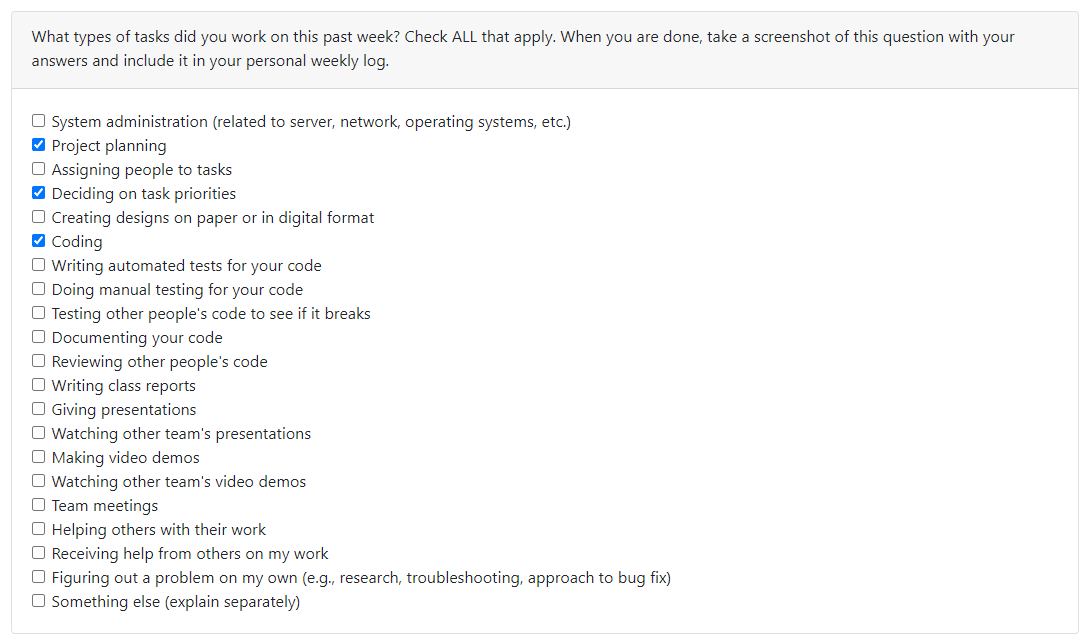 What types of tasks did you work on this past week? Check ALL that apply. When you are done, take a screenshot of this question with your
answers and include it in your personal weekly log.
System administration (related to server, network, operating systems, etc.)
Project planning
Assigning people to tasks
Deciding on task priorities
Creating designs on paper or in digital format
Coding
Writing automated tests for your code
Doing manual testing for your code
Testing other people's code to see if it breaks
Documenting your code
Reviewing other people's code
Writing class reports
Giving presentations
Watching other team's presentations
Making video demos
Watching other team's video demos
Team meetings
Helping others with their work
Receiving help from others on my work
Figuring out a problem on my own (e.g., research, troubleshooting, approach to bug fix)
Something else (explain separately)